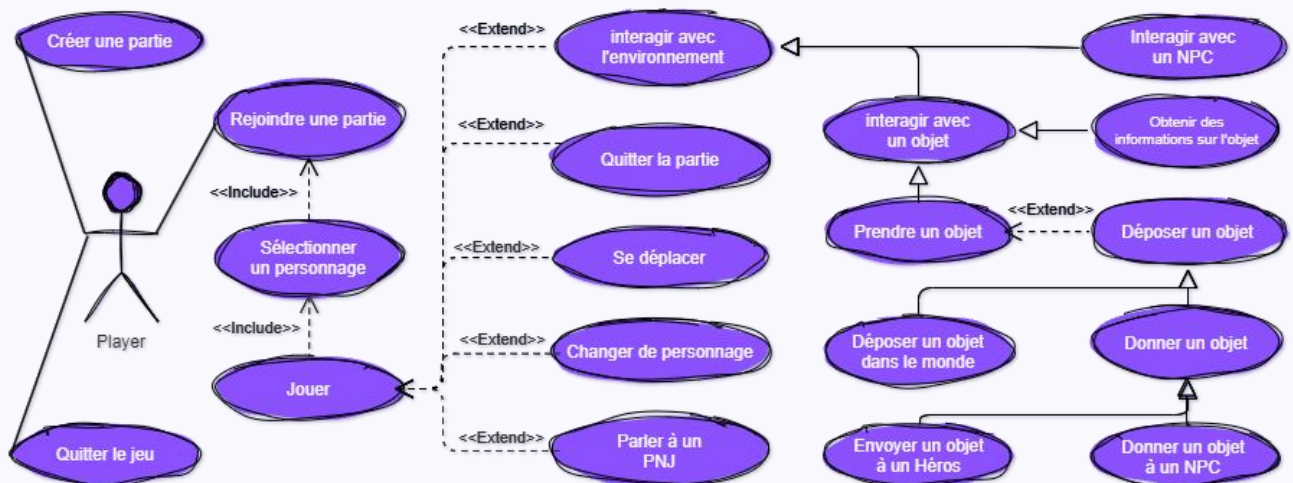 Créer une partie
Rejoindre une partie
<<Include>>
Sélectionner
un personnage
<<Include>>
Jouer
Player
Quitter le jeu
<<Extend>>
interagir avec
l'environnement
<<Extend>>
Quitter la partie
<<Extend>>
Se déplacer
<<Extend>>
Changer de personnage
<<Extend>>
Parler à un
PNJ
Interagir avec
un NPC
interagir avec
un objet
Obtenir des
informations sur l'objet
Prendre un objet
<<Extend>>
Déposer un objet
Déposer un objet
dans le monde
Donner un objet
Envoyer un objet
à un Héros
Donner un objet
à un NPC